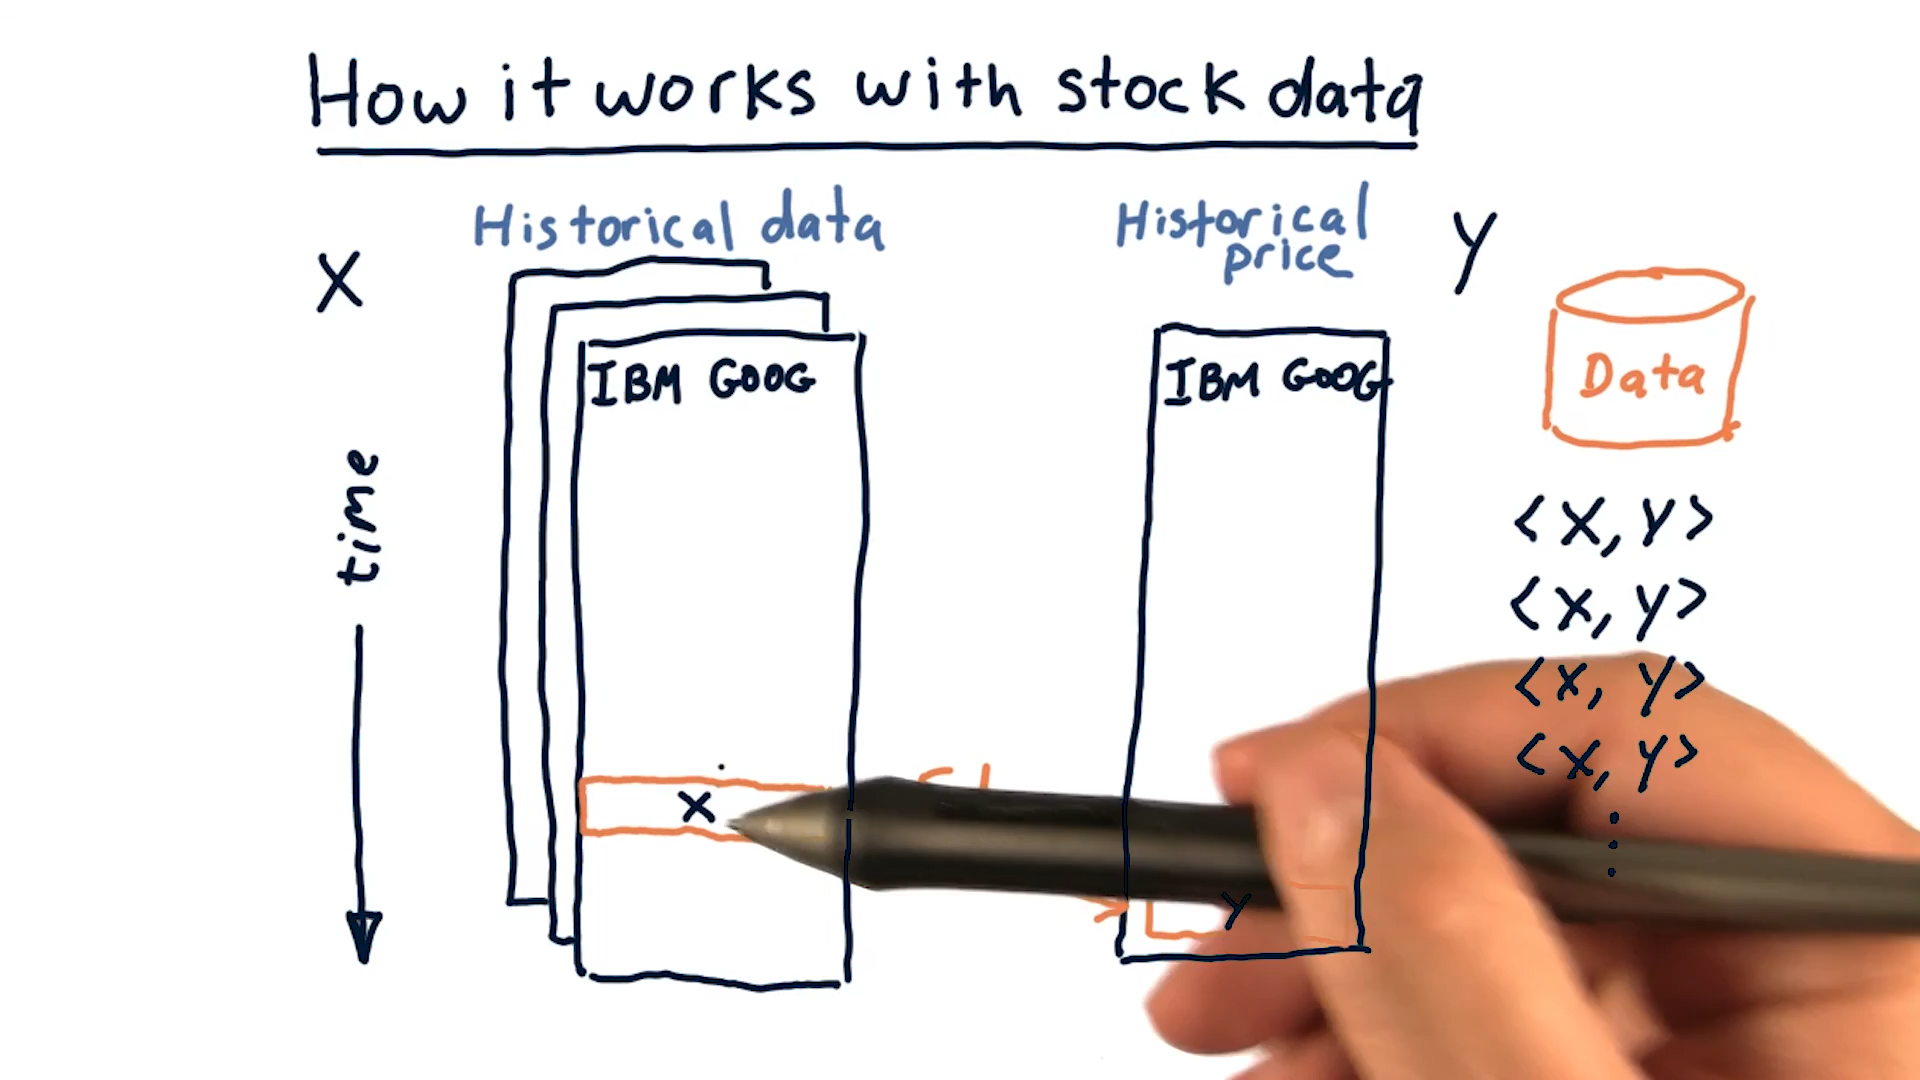 How it works with stock data
X
Historical data
Historical
price
Y
IBM GOOG
IBM GOOG
Data
time
<X, Y>
<X, Y>
<X, Y>
<X, Y>
X
Y